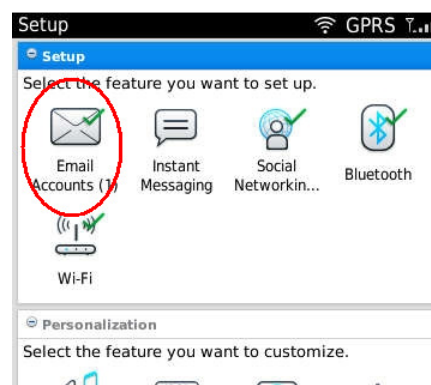 Setup GPRS
Setup
Select the feature you want to set up.
Email Accounts (1)
Instant Messaging
Social Networkin...
Bluetooth
Wi-Fi
Personalization
Select the feature you want to customize.